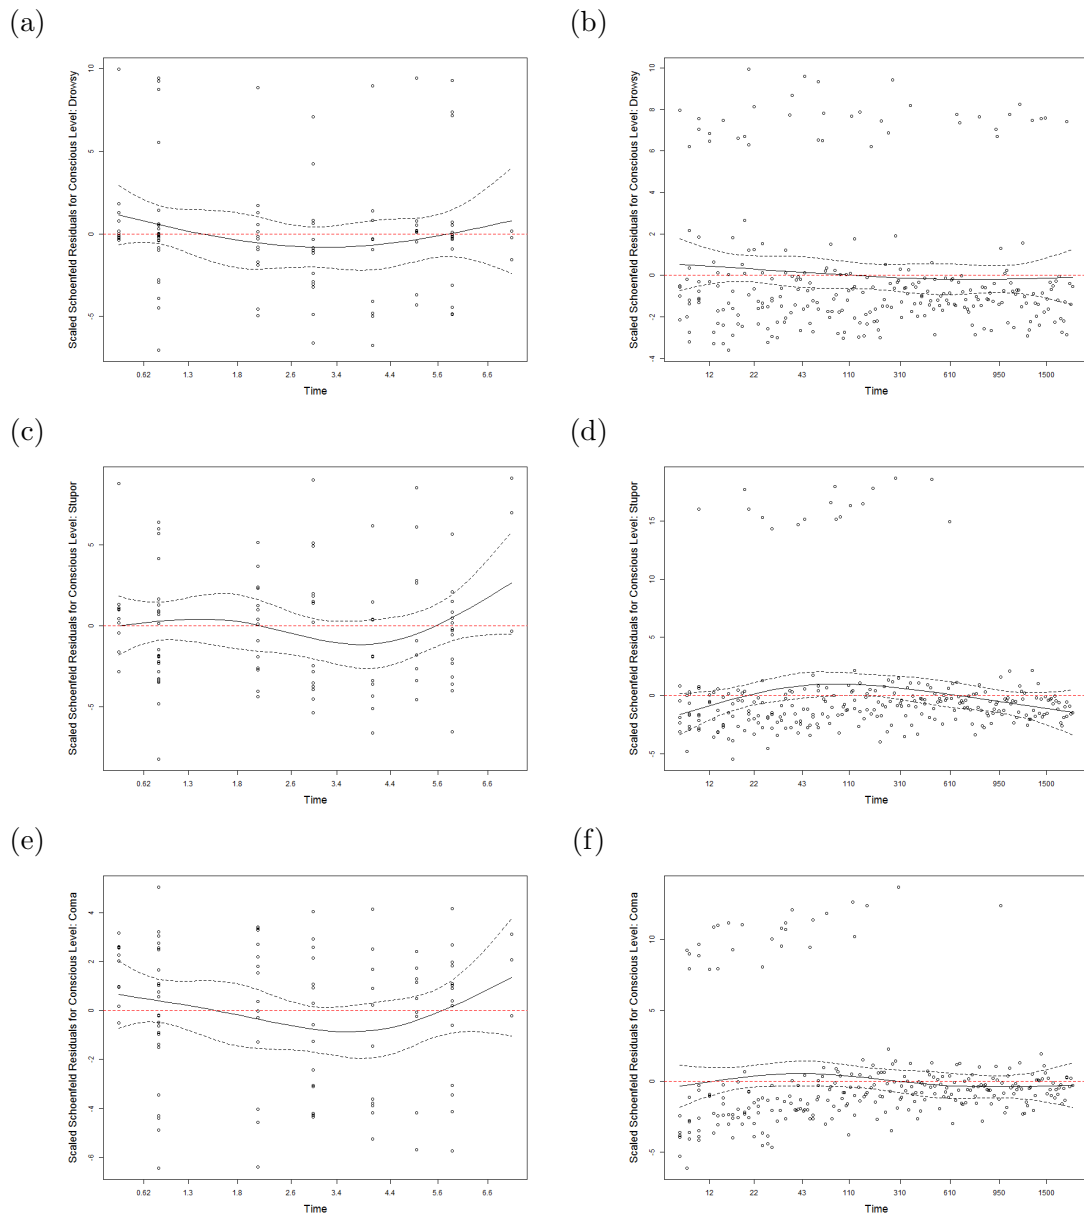 (a)
(b)
Scaled Schoenfeld Residuals for Conscious Level: Drowsy
10
5
0
-5
0.62 1.3 1.8 2.6 3.4 4.4 5.6 6.6
Time
Scaled Schoenfeld Residuals for Conscious Level: Drowsy
10
8
6
4
2
0
-2
-4
12 22 43 110 310 610 950 1500
Time
(c)
(d)
Scaled Schoenfeld Residuals for Conscious Level: Stupor
5
0
-5
0.62 1.3 1.8 2.6 3.4 4.4 5.6 6.6
Time
Scaled Schoenfeld Residuals for Conscious Level: Stupor
15
10
5
0
-5
12 22 43 110 310 610 950 1500
Time
(e)
(f)
Scaled Schoenfeld Residuals for Conscious Level: Coma
4
2
0
-2
-4
-6
0.62 1.3 1.8 2.6 3.4 4.4 5.6 6.6
Time
Scaled Schoenfeld Residuals for Conscious Level: Coma
10
5
0
-5
12 22 43 110 310 610 950 1500
Time